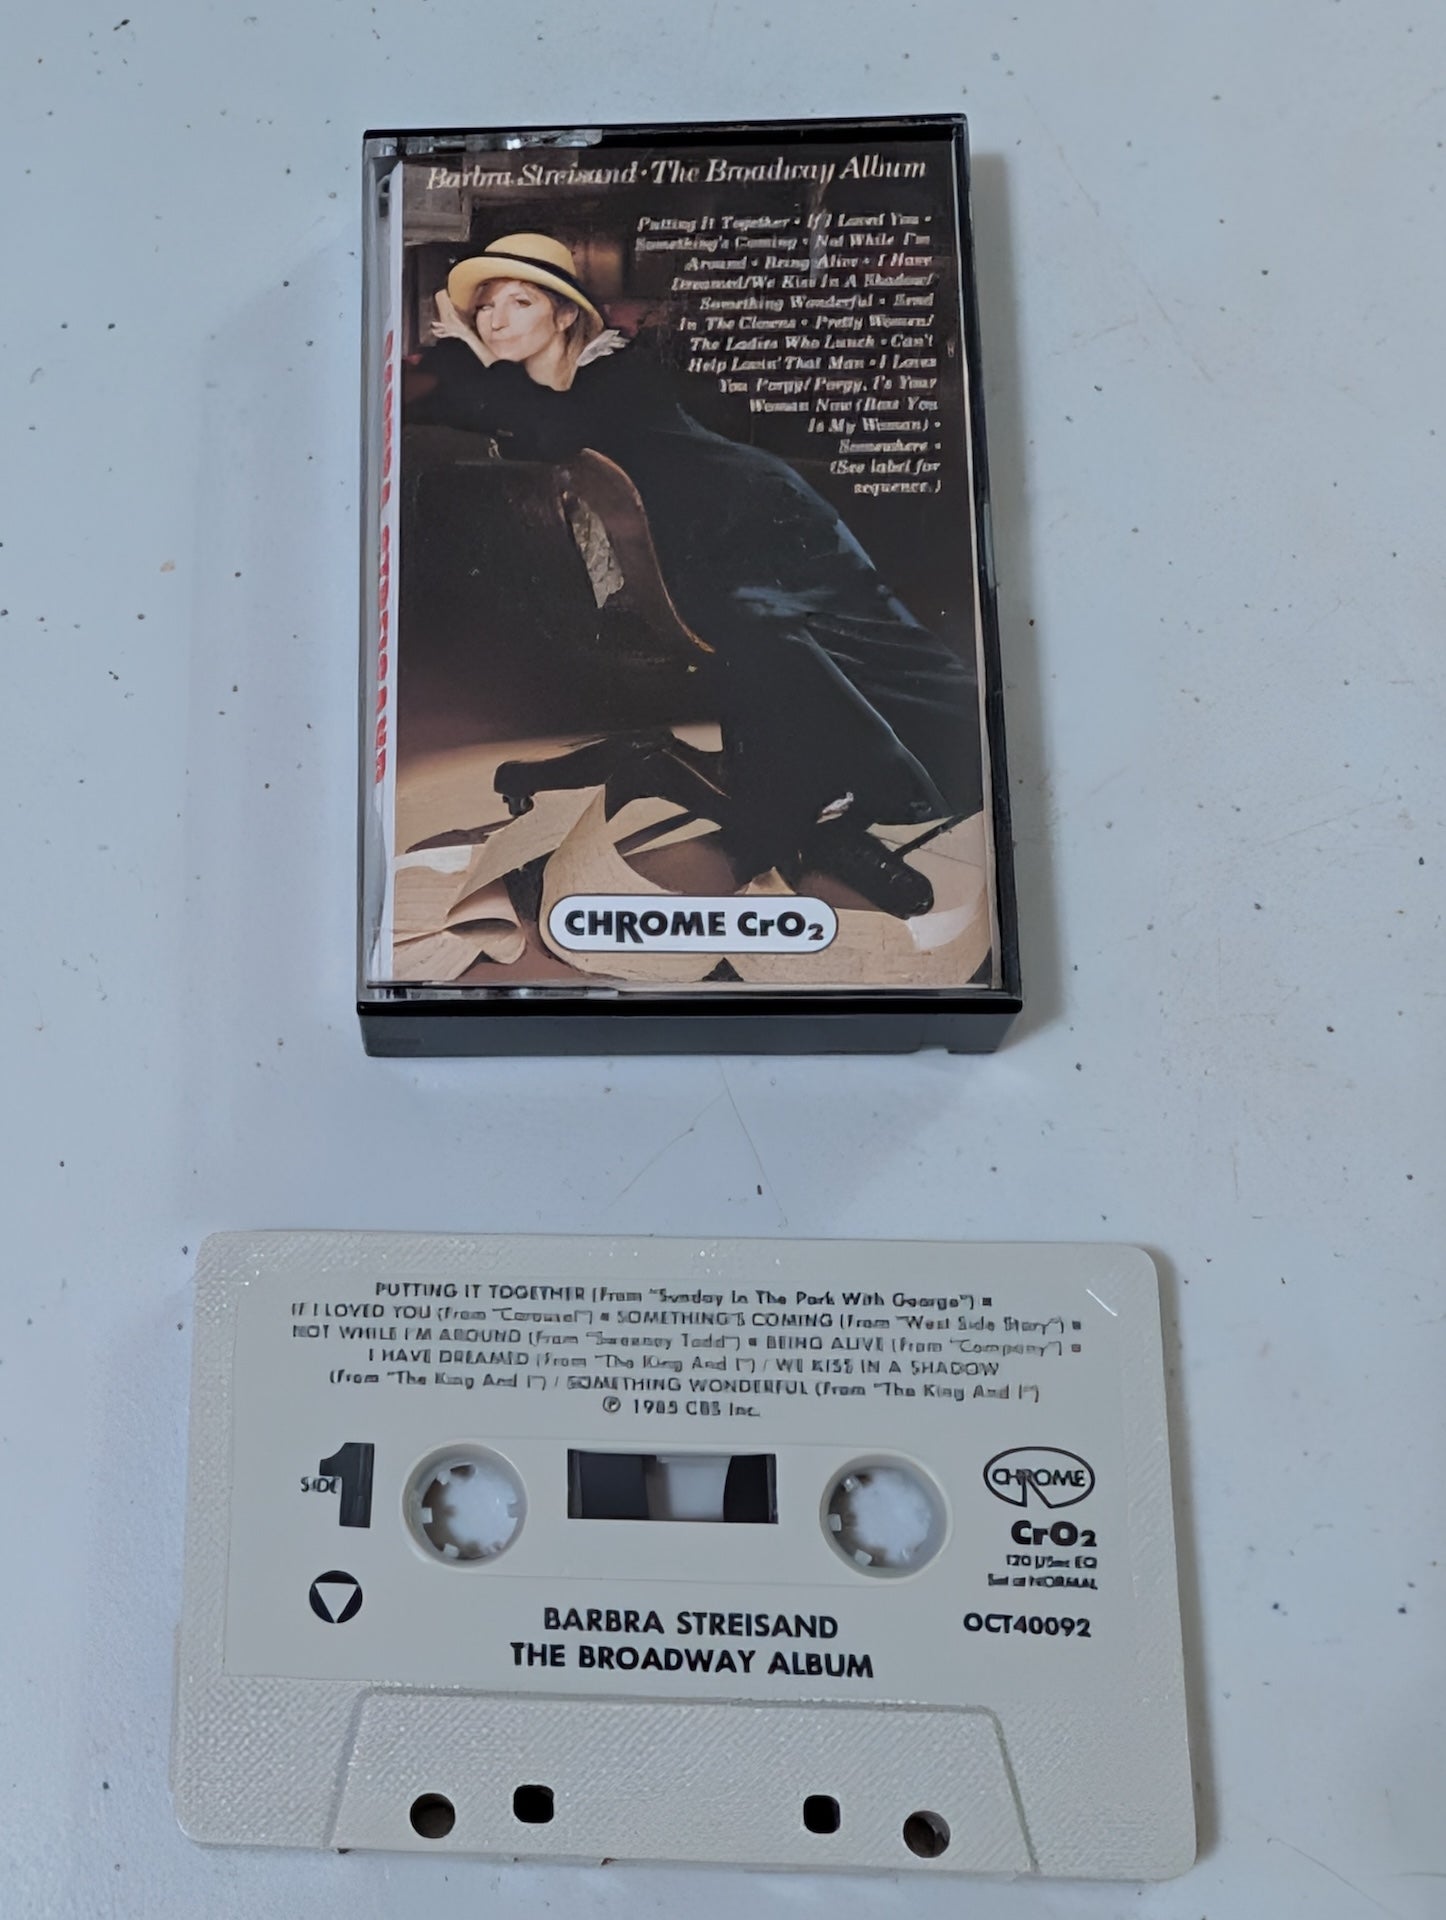 Barbra Streisand • The Broadway Album
Putting It Together • If I Loved You •
Something's Coming • Not While I'm
Around • Being Alive • I Have
Dreamed/We Kiss In A Shadow/
Something Wonderful • Send
In The Clowns • Pretty Women/
The Ladies Who Lunch • Can't
Help Lovin' That Man • I Loves
You Porgy/Porgy, I's Your
Woman Now (Bess You
Is My Woman) •
Somewhere •
(See label for
sequence.)
CHROME CrO2
PUTTING IT TOGETHER (From "Sunday In The Park With George") ■
IF I LOVED YOU (From "Carousel") ■ SOMETHING'S COMING (From "West Side Story") ■
NOT WHILE I'M AROUND (From "Sweeney Todd") ■ BEING ALIVE (From "Company") ■
I HAVE DREAMED (From "The King And I") / WE KISS IN A SHADOW
(From "The King And I") / SOMETHING WONDERFUL (From "The King And I")
℗ 1985 CBS Inc.
SIDE 1
CHROME
CrO2
120 µSec EQ
Set at NORMAL
OCT40092
BARBRA STREISAND
THE BROADWAY ALBUM